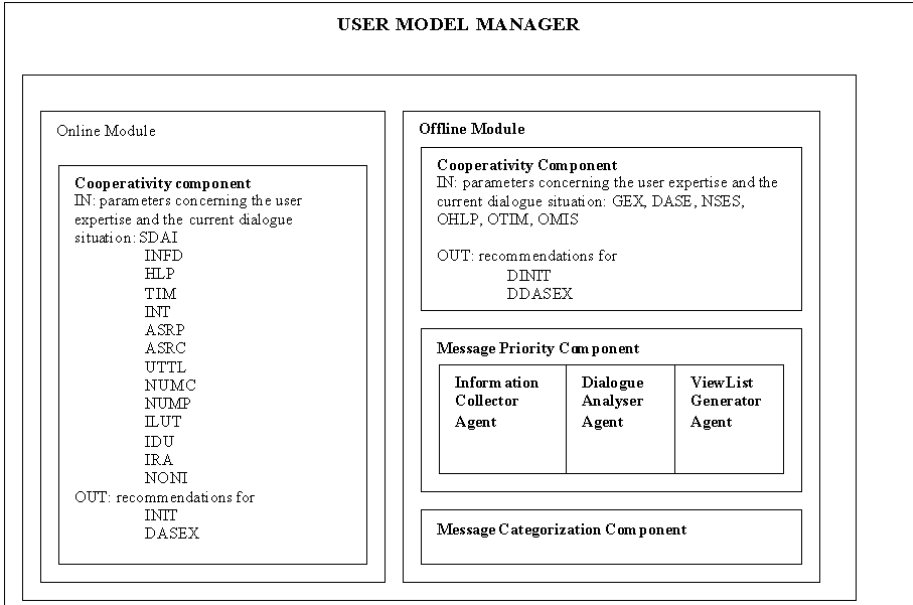 USER MODEL MANAGER
Online Module
Cooperativity component
IN: parameters concerning the user
expertise and the current dialogue
situation: SDAI
INFD
HLP
TIM
INT
ASRP
ASRC
UTTL
NUMC
NUMP
ILUT
IDU
IRA
NONI
OUT: recommendations for
INIT
DASEX
Offline Module
Cooperativity Component
IN: parameters concerning the user expertise and the
current dialogue situation: GEX, DASE, NSES,
OHLP, OTIM, OMIS
OUT: recommendations for
DINIT
DDASEX
Message Priority Component
Information
Collector
Agent
Dialogue
Analyser
Agent
ViewList
Generator
Agent
Message Categorization Component